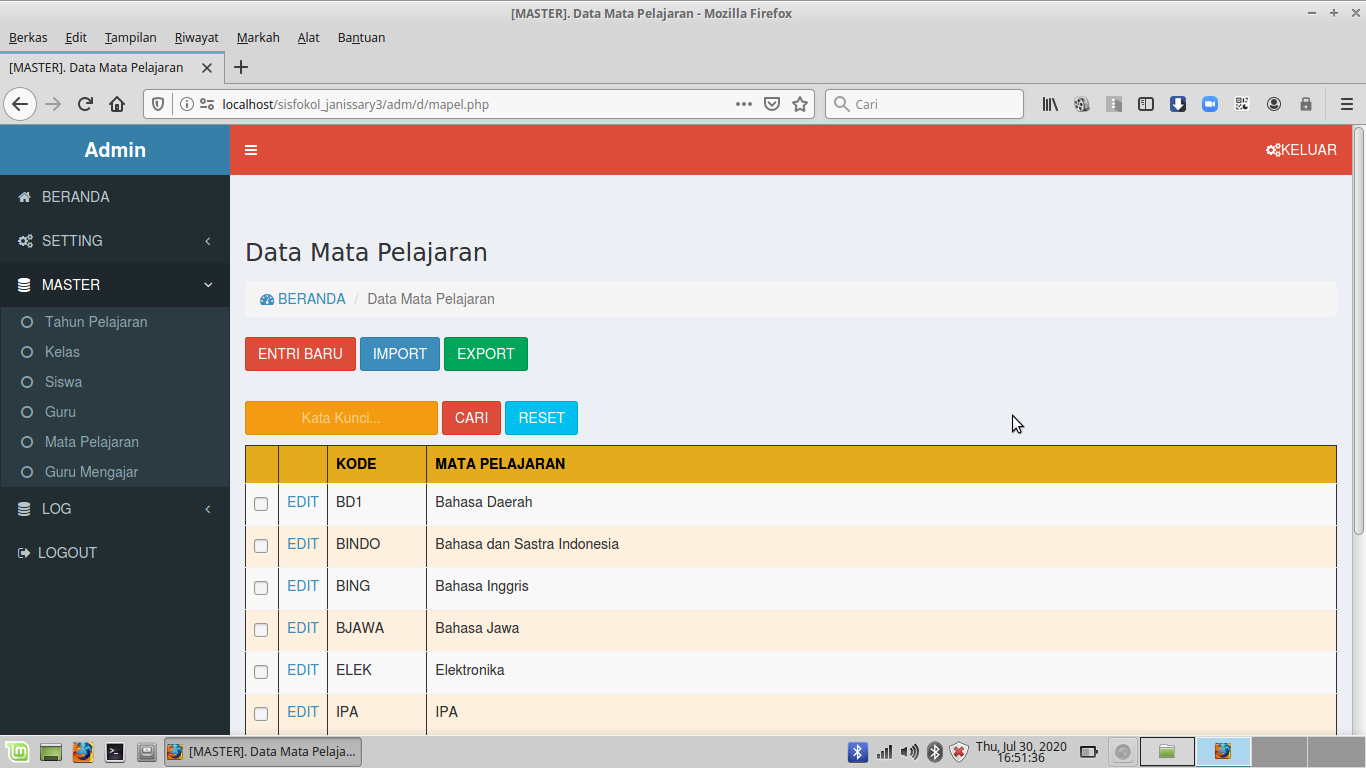 [MASTER]. Data Mata Pelajaran - Mozilla Firefox
Berkas Edit Tampilan Riwayat Markah Alat Bantuan
[MASTER]. Data Mata Pelajaran
localhost/sisfokol_janissary3/adm/d/mapel.php
Cari
Admin
KELUAR
BERANDA
SETTING
MASTER
Tahun Pelajaran
Kelas
Siswa
Guru
Mata Pelajaran
Guru Mengajar
LOG
LOGOUT
Data Mata Pelajaran
BERANDA / Data Mata Pelajaran
ENTRI BARU IMPORT EXPORT
Kata Kunci... CARI RESET
KODE MATA PELAJARAN
EDIT BD1 Bahasa Daerah
EDIT BINDO Bahasa dan Sastra Indonesia
EDIT BING Bahasa Inggris
EDIT BJAWA Bahasa Jawa
EDIT ELEK Elektronika
EDIT IPA IPA
[MASTER]. Data Mata Pelaja...
Thu, Jul 30, 2020
16:51:36